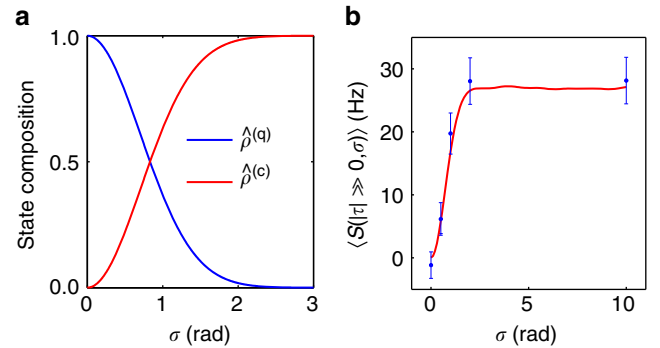 a
State composition
1.0
0.5
0.0
ρ̂(q)
ρ̂(c)
0 1 2 3
σ (rad)
b
⟨S(|τ| ≫ 0,σ)⟩ (Hz)
30
20
10
0
0 5 10
σ (rad)